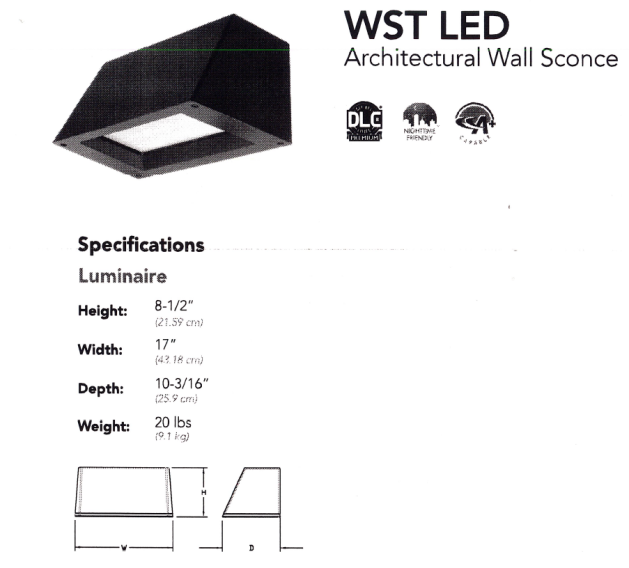 WST LED
Architectural Wall Sconce
DLC
PREMIUM
NIGHTTIME
FRIENDLY
A+
CAPABLE
Specifications
Luminaire
Height: 8-1/2"
(21.59 cm)
Width: 17"
(43.18 cm)
Depth: 10-3/16"
(25.9 cm)
Weight: 20 lbs
(9.1 kg)
H
W
D